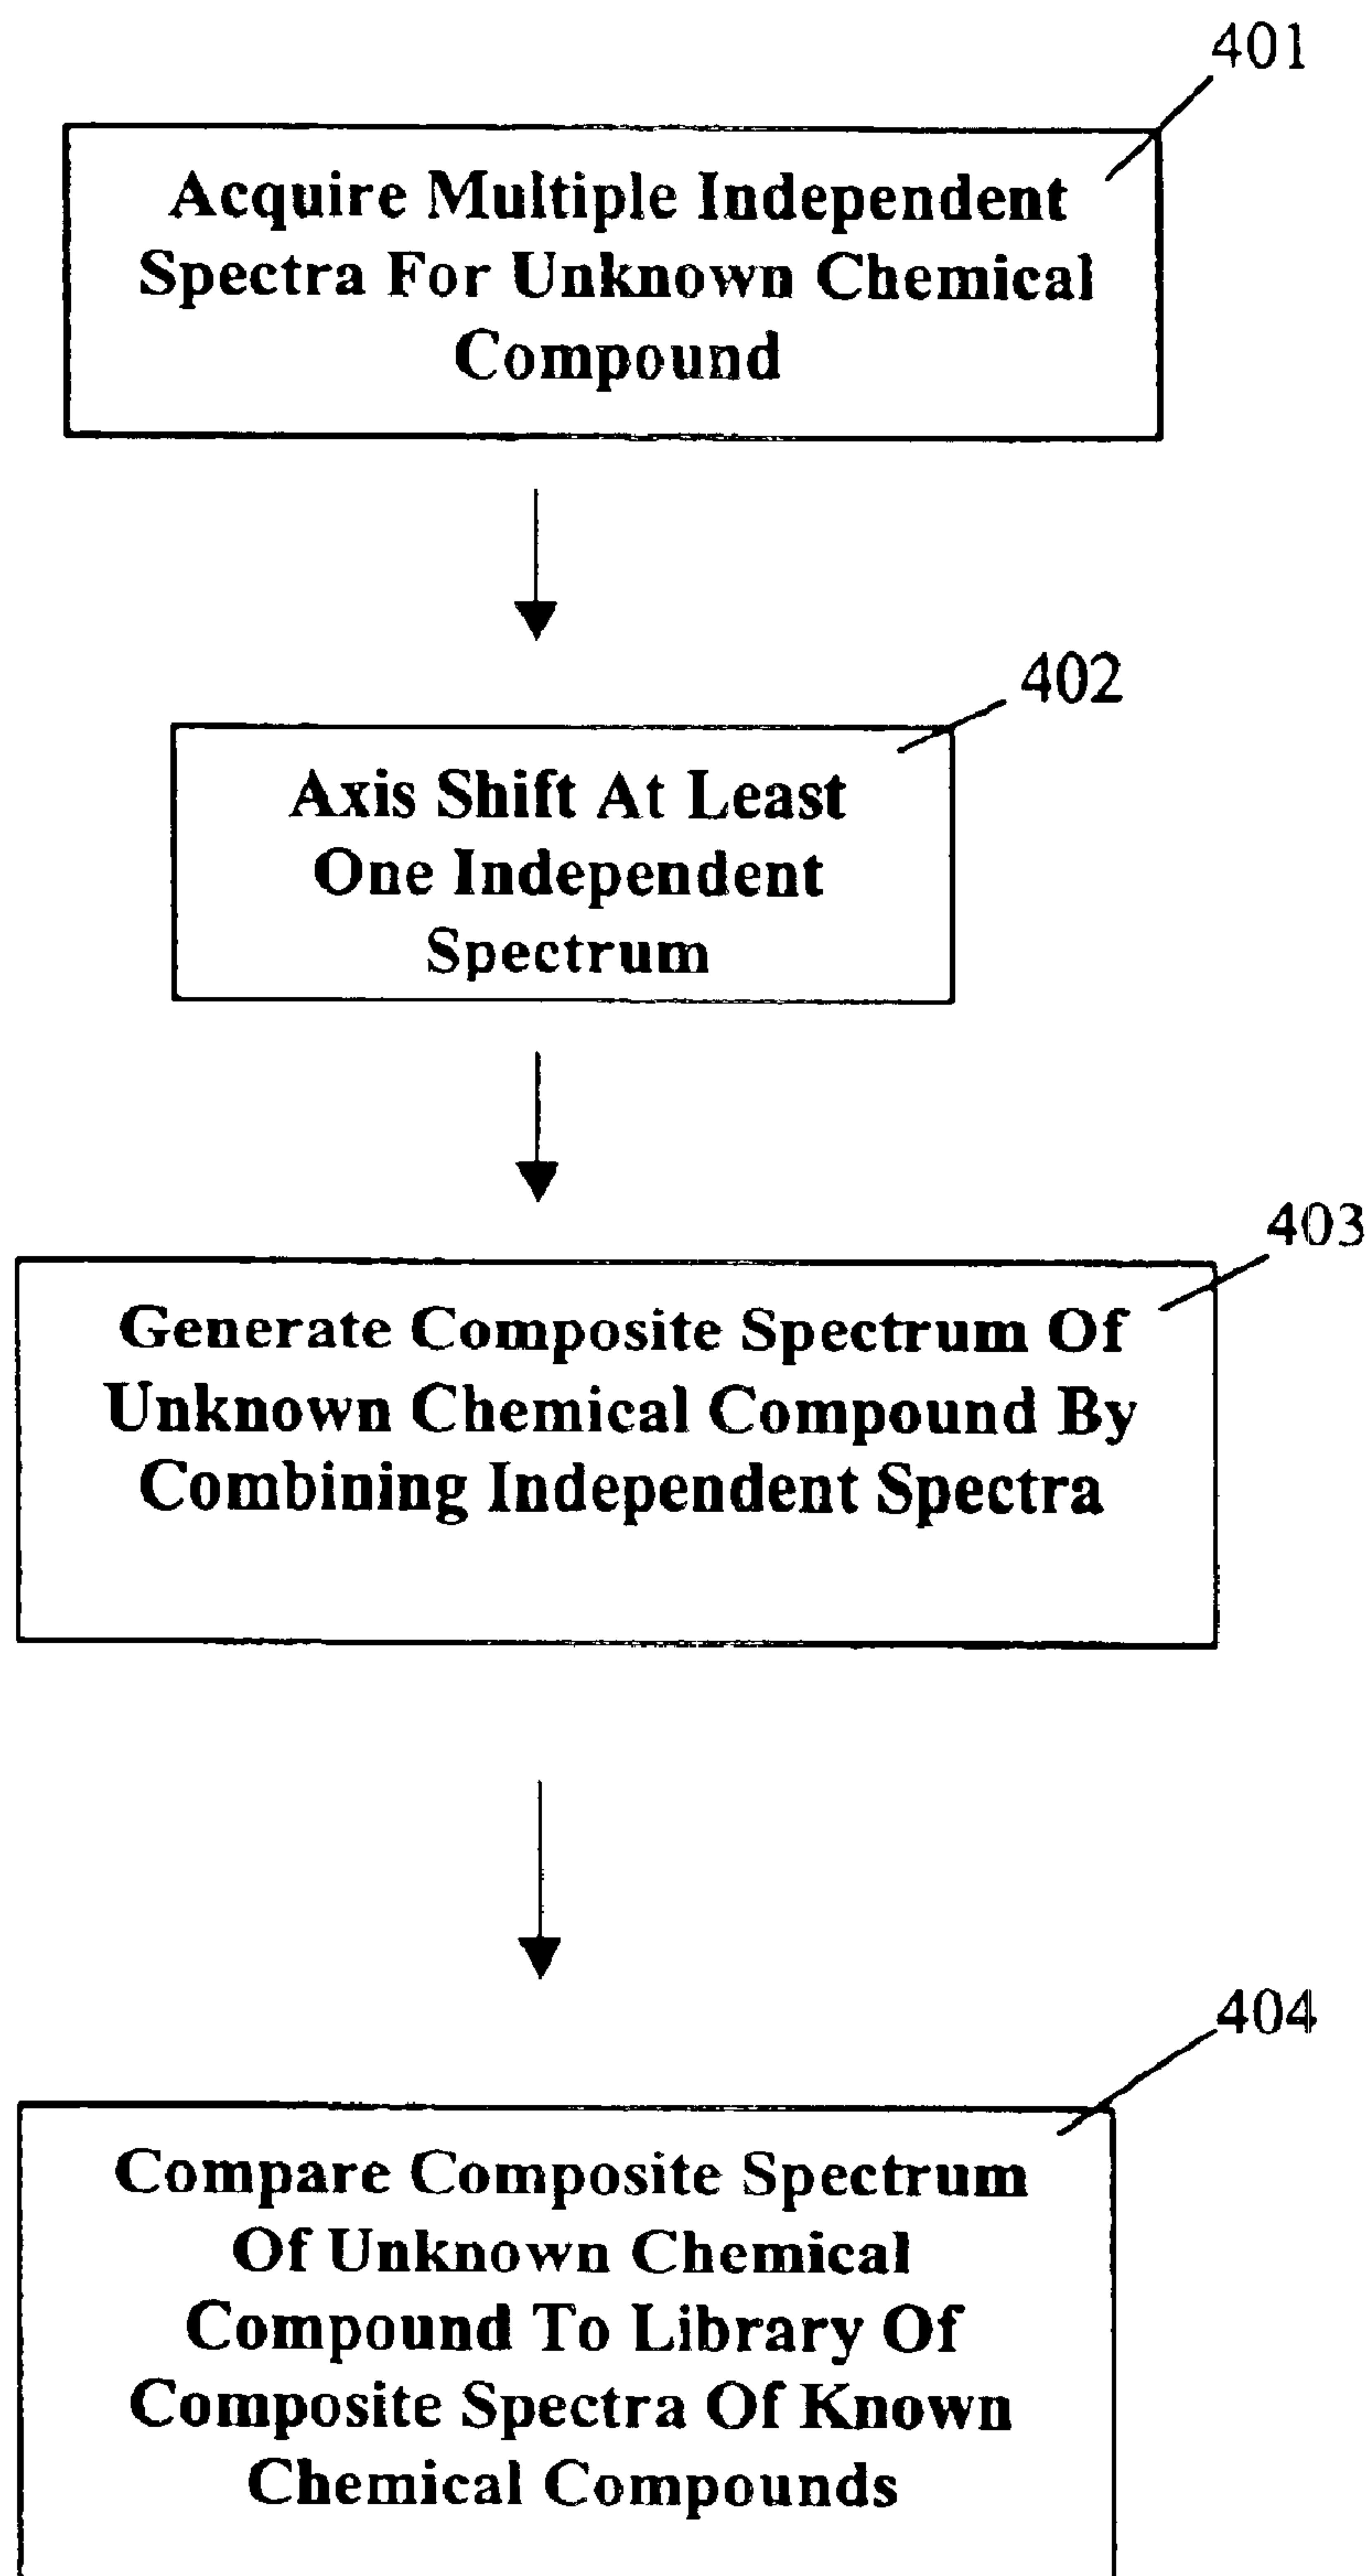 401
Acquire Multiple Independent
Spectra For Unknown Chemical
Compound
402
Axis Shift At Least
One Independent
Spectrum
403
Generate Composite Spectrum Of
Unknown Chemical Compound By
Combining Independent Spectra
404
Compare Composite Spectrum
Of Unknown Chemical
Compound To Library Of
Composite Spectra Of Known
Chemical Compounds